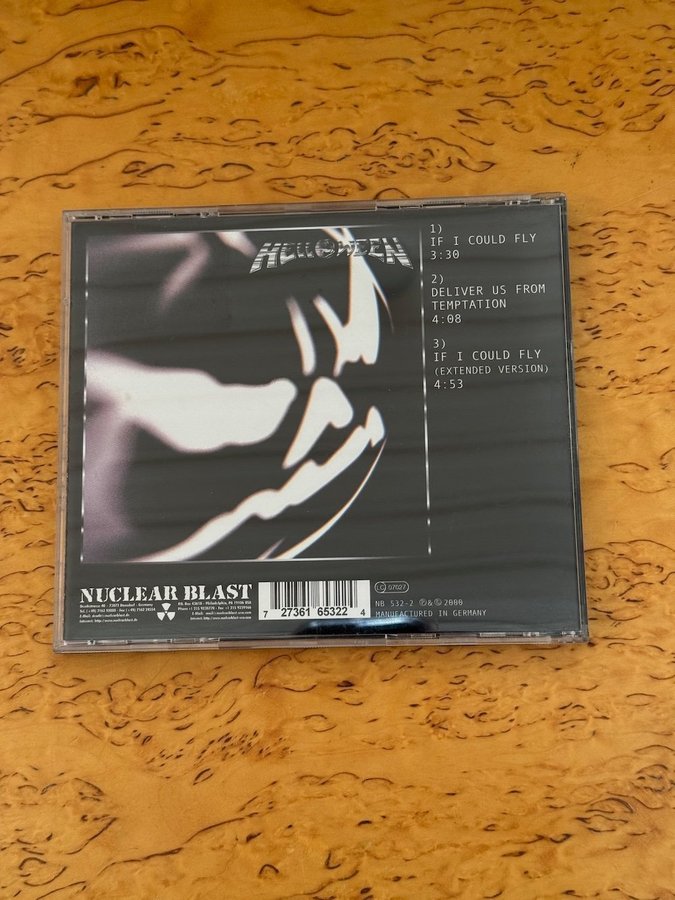 HELLOWEEN
1)
IF I COULD FLY
3:30
2)
DELIVER US FROM
TEMPTATION
4:08
3)
IF I COULD FLY
(EXTENDED VERSION)
4:53
NUCLEAR BLAST
7 27361 65322 4
LC 07027
NB 532-2 ℗&© 2000
MANUFACTURED IN GERMANY